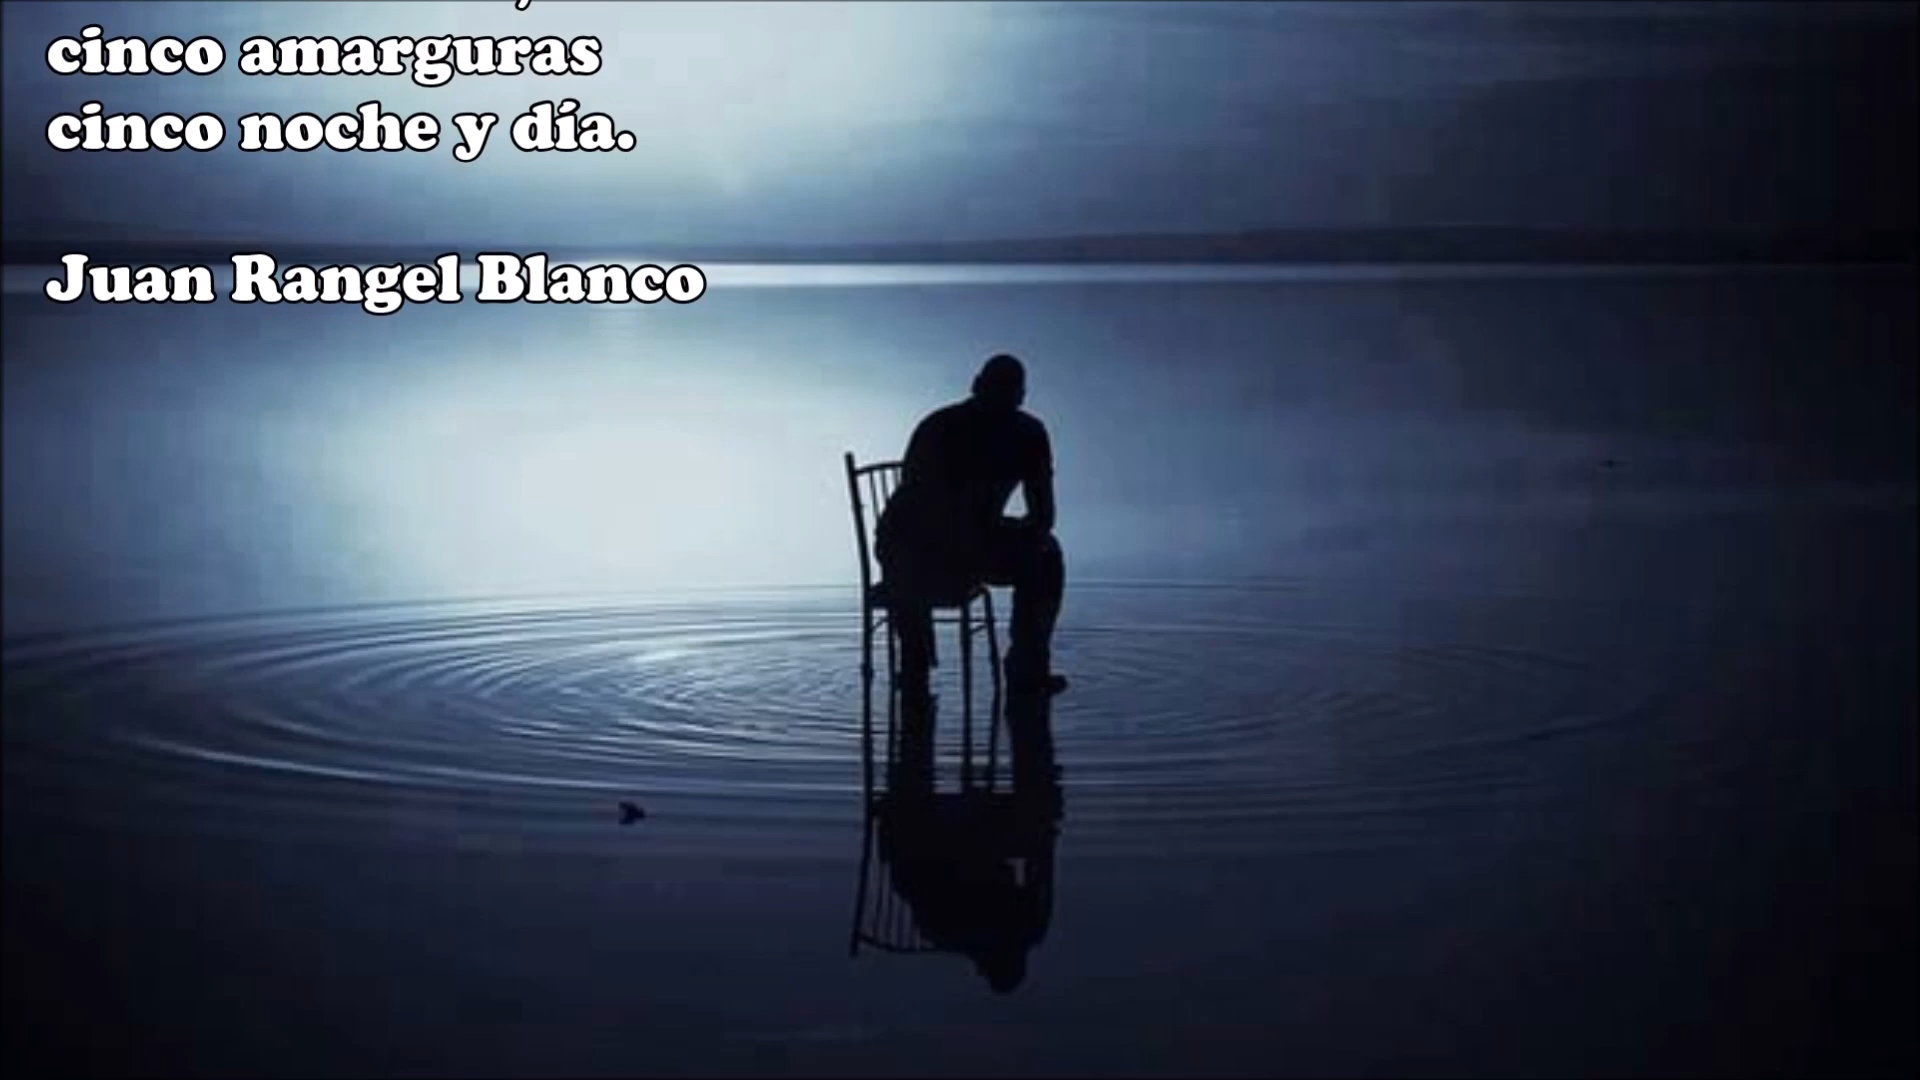 cinco amarguras
cinco noche y día.
Juan Rangel Blanco